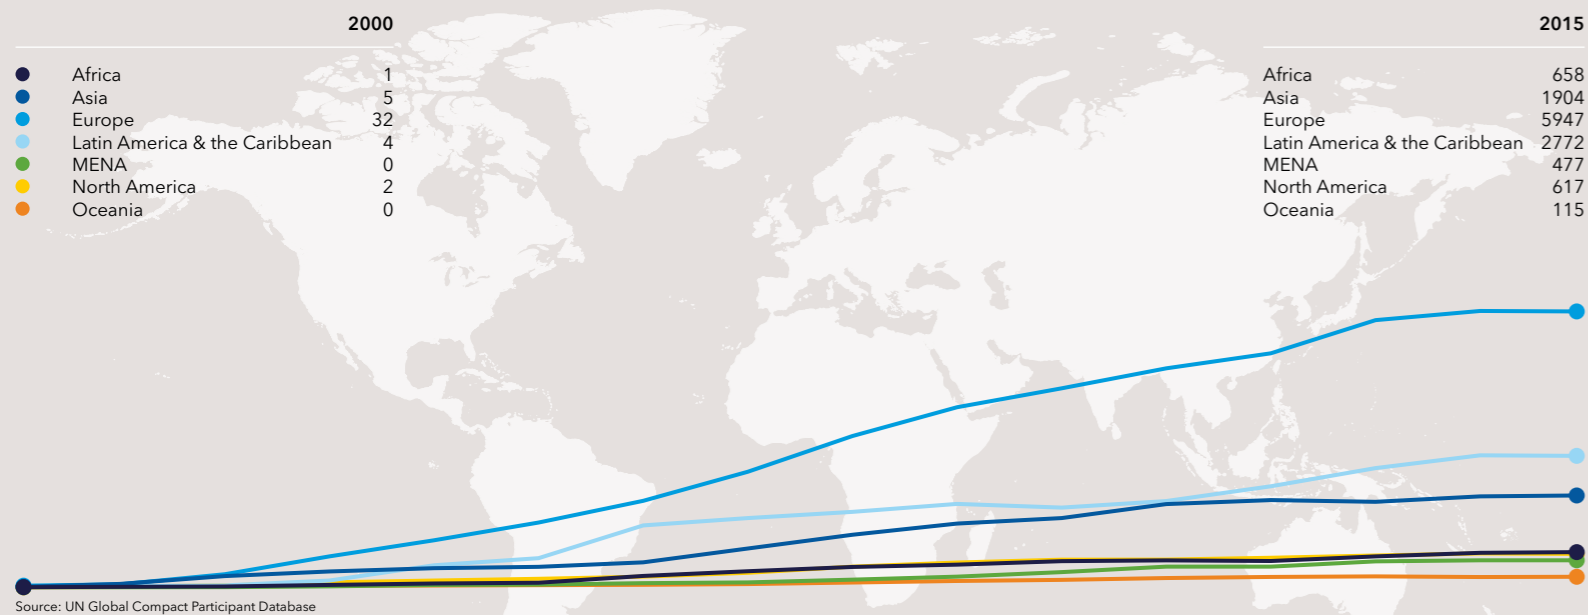 2000
Africa 1
Asia 5
Europe 32
Latin America & the Caribbean 4
MENA 0
North America 2
Oceania 0
2015
Africa 658
Asia 1904
Europe 5947
Latin America & the Caribbean 2772
MENA 477
North America 617
Oceania 115
Source: UN Global Compact Participant Database